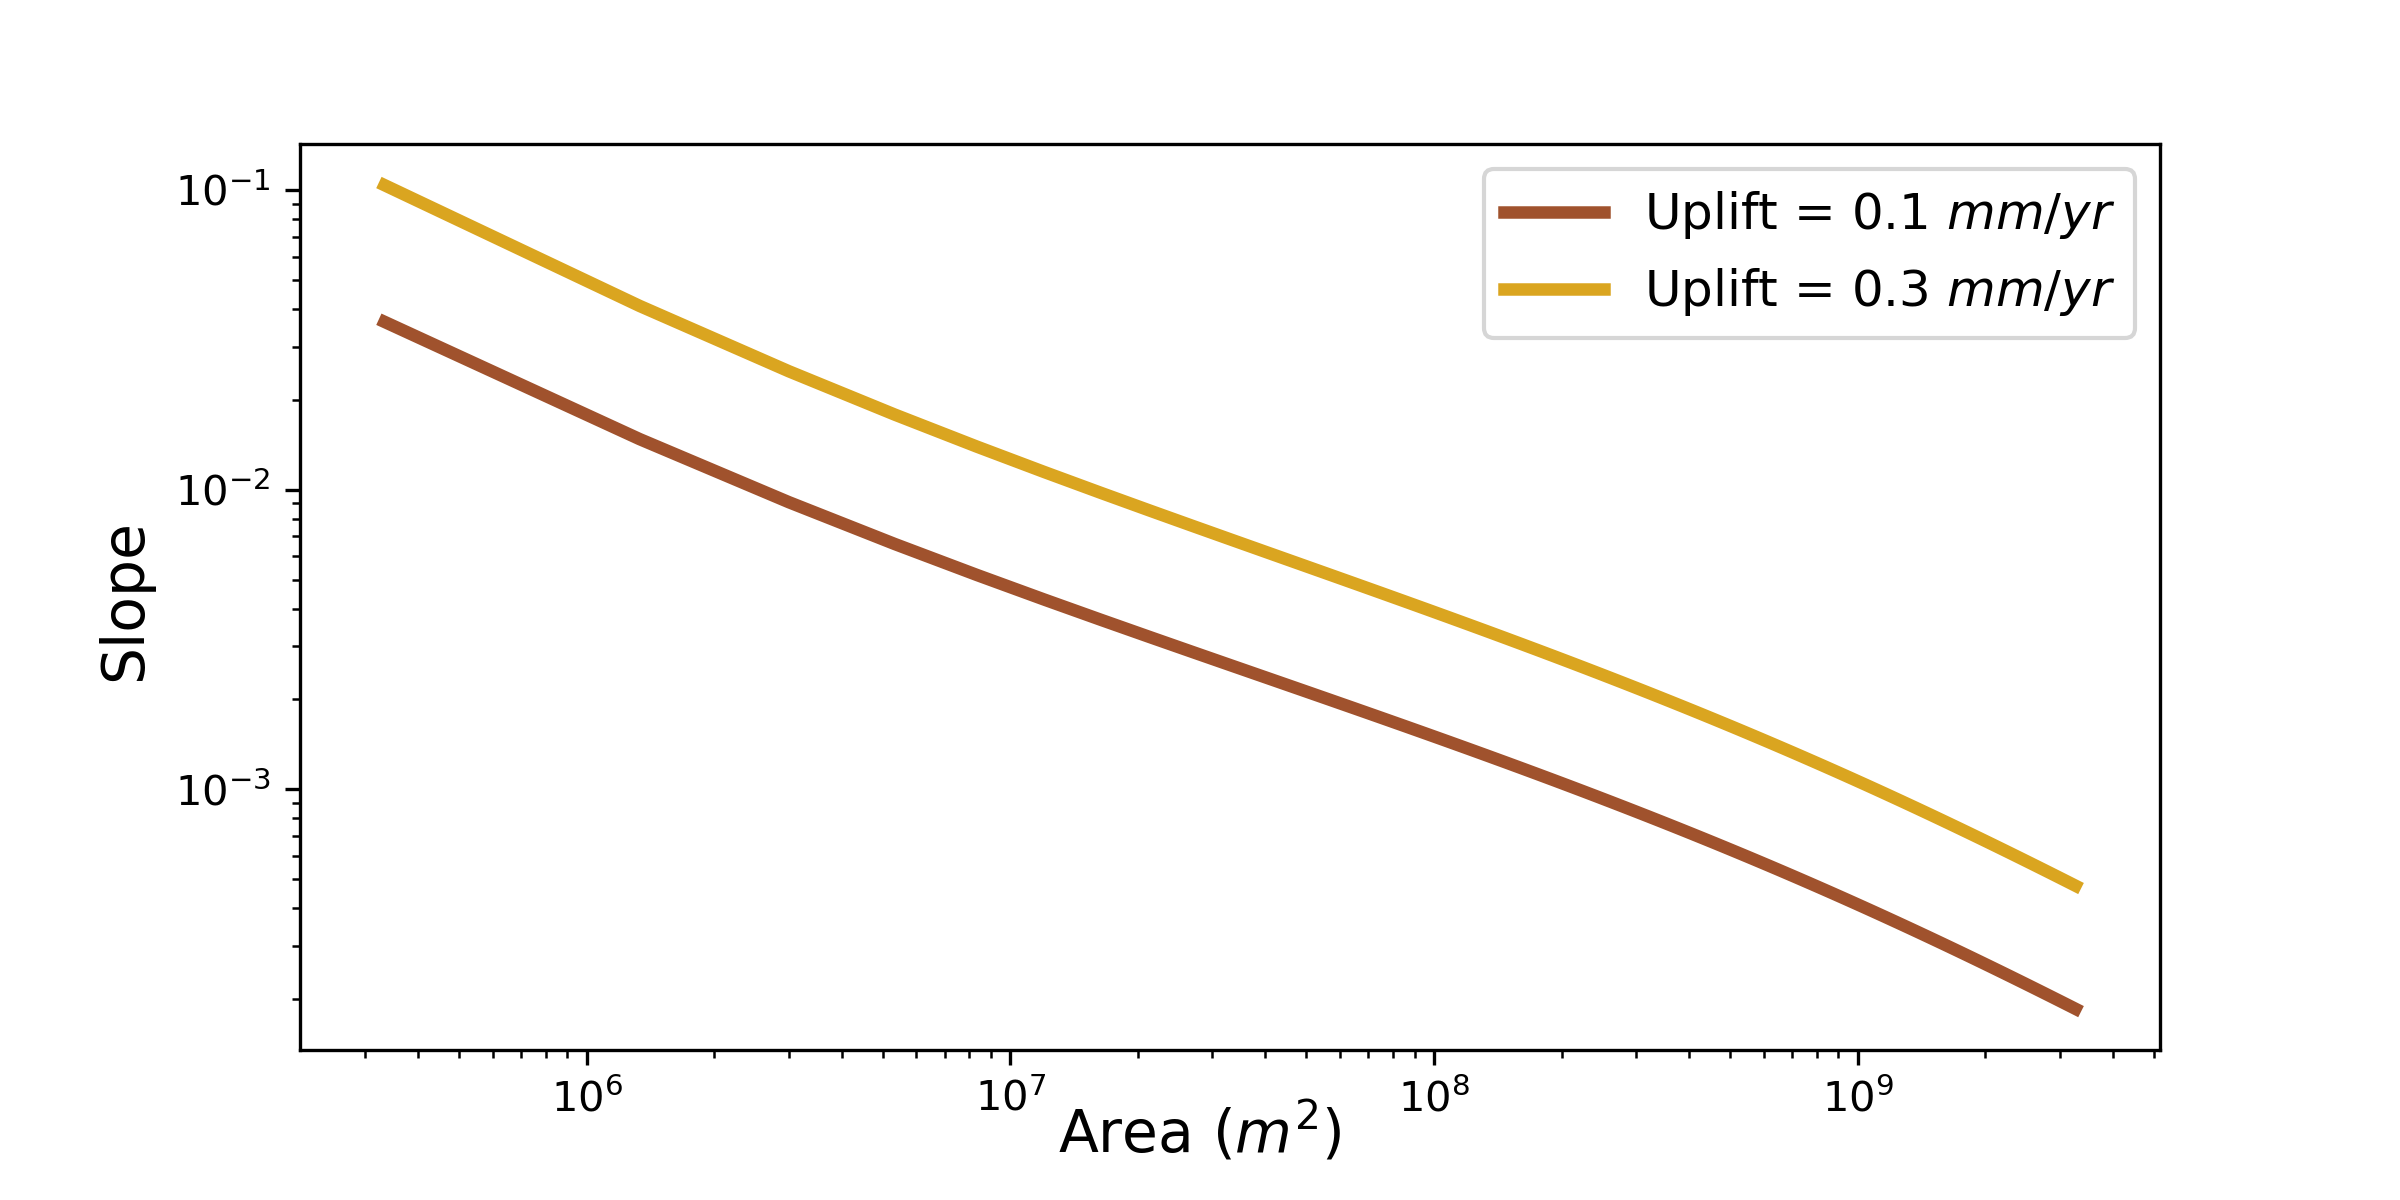 Uplift = 0.1 mm/yr
Uplift = 0.3 mm/yr
10⁻¹
10⁻²
10⁻³
Slope
10⁶ 10⁷ 10⁸ 10⁹
Area (m²)